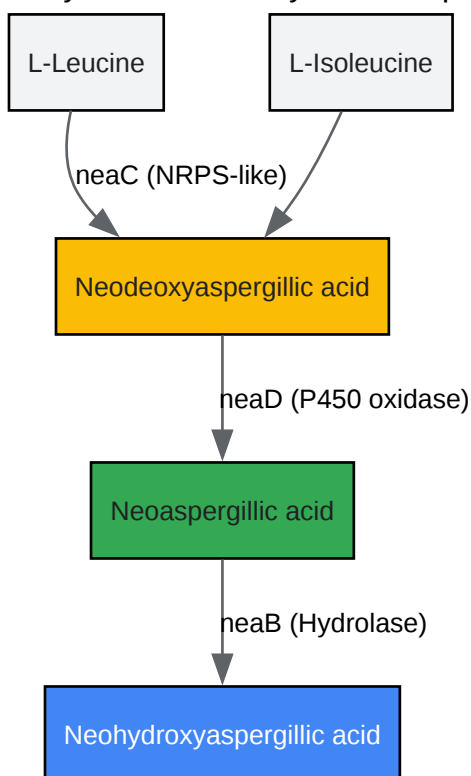 L-Leucine
L-Isoleucine
neaC (NRPS-like)
Neodeoxyaspergillic acid
neaD (P450 oxidase)
Neoaspergillic acid
neaB (Hydrolase)
Neohydroxyaspergillic acid